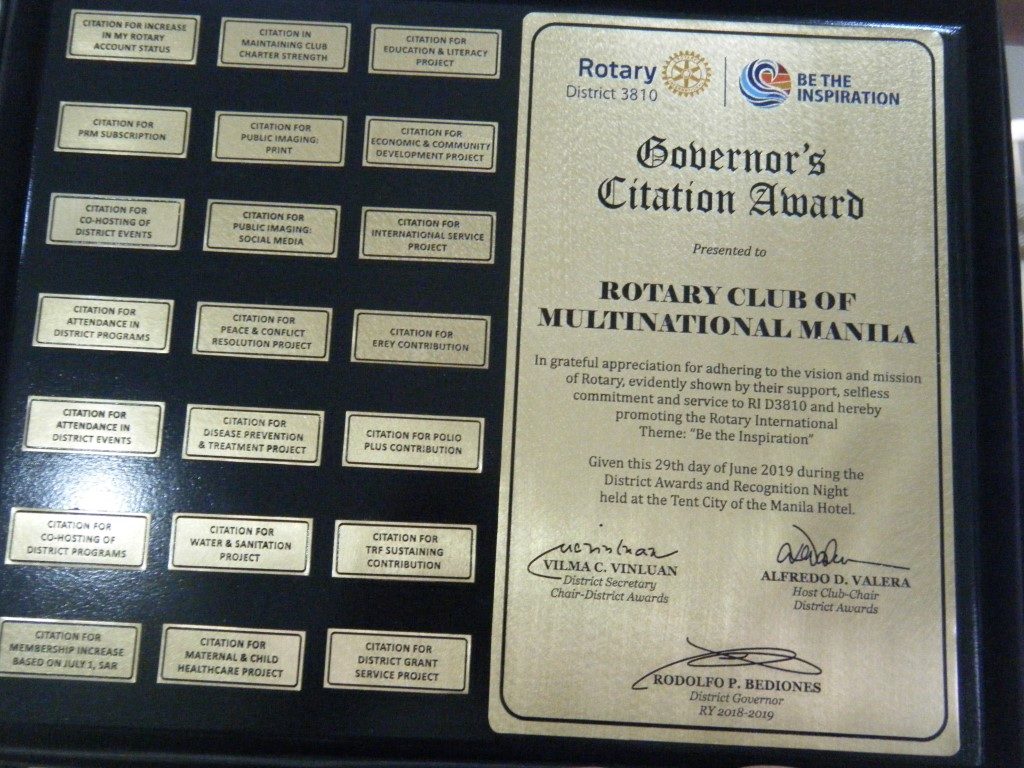 CITATION FOR INCREASE
IN MY ROTARY
ACCOUNT STATUS
CITATION IN
MAINTAINING CLUB
CHARTER STRENGTH
CITATION FOR
EDUCATION & LITERACY
PROJECT
CITATION FOR
PRM SUBSCRIPTION
CITATION FOR
PUBLIC IMAGING:
PRINT
CITATION FOR
ECONOMIC & COMMUNITY
DEVELOPMENT PROJECT
CITATION FOR
CO-HOSTING OF
DISTRICT EVENTS
CITATION FOR
PUBLIC IMAGING:
SOCIAL MEDIA
CITATION FOR
INTERNATIONAL SERVICE
PROJECT
CITATION FOR
ATTENDANCE IN
DISTRICT PROGRAMS
CITATION FOR
PEACE & CONFLICT
RESOLUTION PROJECT
CITATION FOR
EREY CONTRIBUTION
CITATION FOR
ATTENDANCE IN
DISTRICT EVENTS
CITATION FOR
DISEASE PREVENTION
& TREATMENT PROJECT
CITATION FOR POLIO
PLUS CONTRIBUTION
CITATION FOR
CO-HOSTING OF
DISTRICT PROGRAMS
CITATION FOR
WATER & SANITATION
PROJECT
CITATION FOR
TRF SUSTAINING
CONTRIBUTION
CITATION FOR
MEMBERSHIP INCREASE
BASED ON JULY 1, SAR
CITATION FOR
MATERNAL & CHILD
HEALTHCARE PROJECT
CITATION FOR
DISTRICT GRANT
SERVICE PROJECT
Rotary
District 3810
BE THE
INSPIRATION
Governor's
Citation Award
Presented to
ROTARY CLUB OF
MULTINATIONAL MANILA
In grateful appreciation for adhering to the vision and mission
of Rotary, evidently shown by their support, selfless
commitment and service to RI D3810 and hereby
promoting the Rotary International
Theme: "Be the Inspiration"
Given this 29th day of June 2019 during the
District Awards and Recognition Night
held at the Tent City of the Manila Hotel.
VILMA C. VINLUAN
District Secretary
Chair-District Awards
ALFREDO D. VALERA
Host Club-Chair
District Awards
RODOLFO P. BEDIONES
District Governor
RY 2018-2019